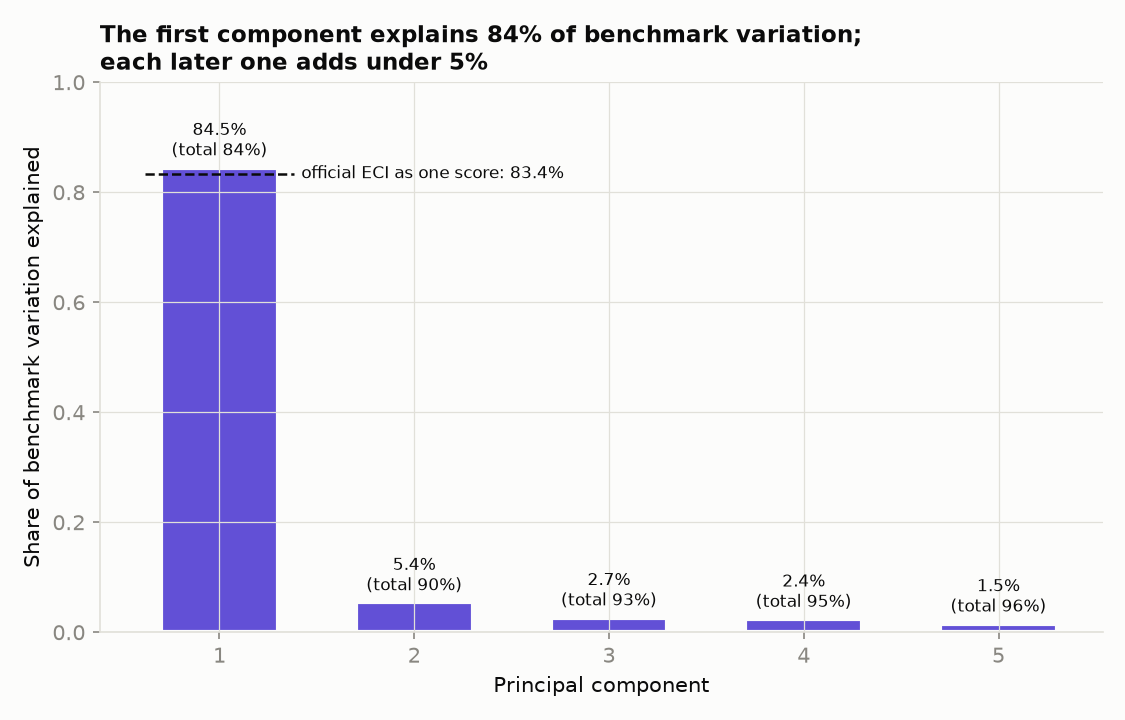 The first component explains 84% of benchmark variation;
each later one adds under 5%
Share of benchmark variation explained
1.0
0.8
0.6
0.4
0.2
0.0
84.5%
(total 84%)
official ECI as one score: 83.4%
5.4%
(total 90%)
2.7%
(total 93%)
2.4%
(total 95%)
1.5%
(total 96%)
1
2
3
4
5
Principal component